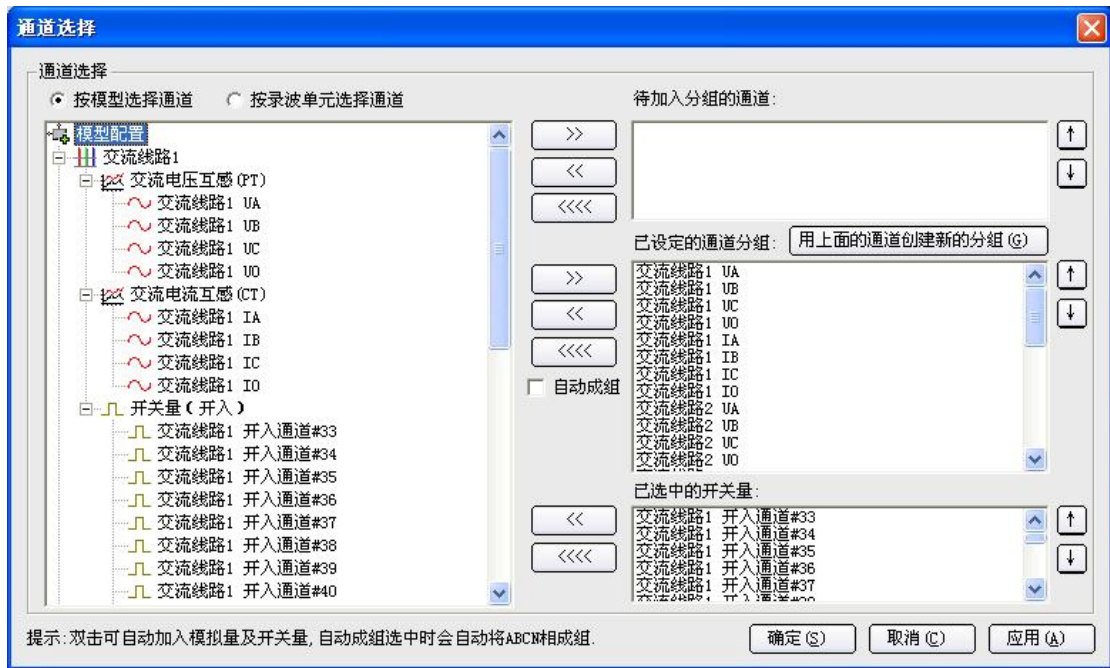 通道选择
通道选择
按模型选择通道
按录波单元选择通道
模型配置
交流线路1
交流电压互感(PT)
交流线路1 UA
交流线路1 UB
交流线路1 UC
交流线路1 UO
交流电流互感(CT)
交流线路1 IA
交流线路1 IB
交流线路1 IC
交流线路1 IO
开关量(开入)
交流线路1 开入通道#33
交流线路1 开入通道#34
交流线路1 开入通道#35
交流线路1 开入通道#36
交流线路1 开入通道#37
交流线路1 开入通道#38
交流线路1 开入通道#39
交流线路1 开入通道#40
>>
<<
<<<<
>>
<<
<<<<
自动成组
<<
<<<<
待加入分组的通道:
↑
↓
已设定的通道分组:
用上面的通道创建新的分组(G)
交流线路1 UA
交流线路1 UB
交流线路1 UC
交流线路1 UO
交流线路1 IA
交流线路1 IB
交流线路1 IC
交流线路1 IO
交流线路2 UA
交流线路2 UB
交流线路2 UC
交流线路2 UO
↑
↓
已选中的开关量:
交流线路1 开入通道#33
交流线路1 开入通道#34
交流线路1 开入通道#35
交流线路1 开入通道#36
交流线路1 开入通道#37
↑
↓
提示:双击可自动加入模拟量及开关量,自动成组选中时会自动将ABCN相成组.
确定(S)
取消(C)
应用(A)